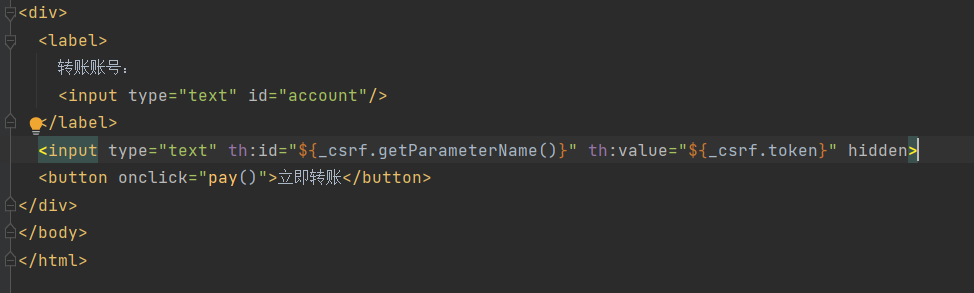 <div>
<label>
转账账号:
<input type="text" id="account"/>
</label>
<input type="text" th:id="${_csrf.getParameterName()}" th:value="${_csrf.token}" hidden>
<button onclick="pay()">立即转账</button>
</div>
</body>
</html>